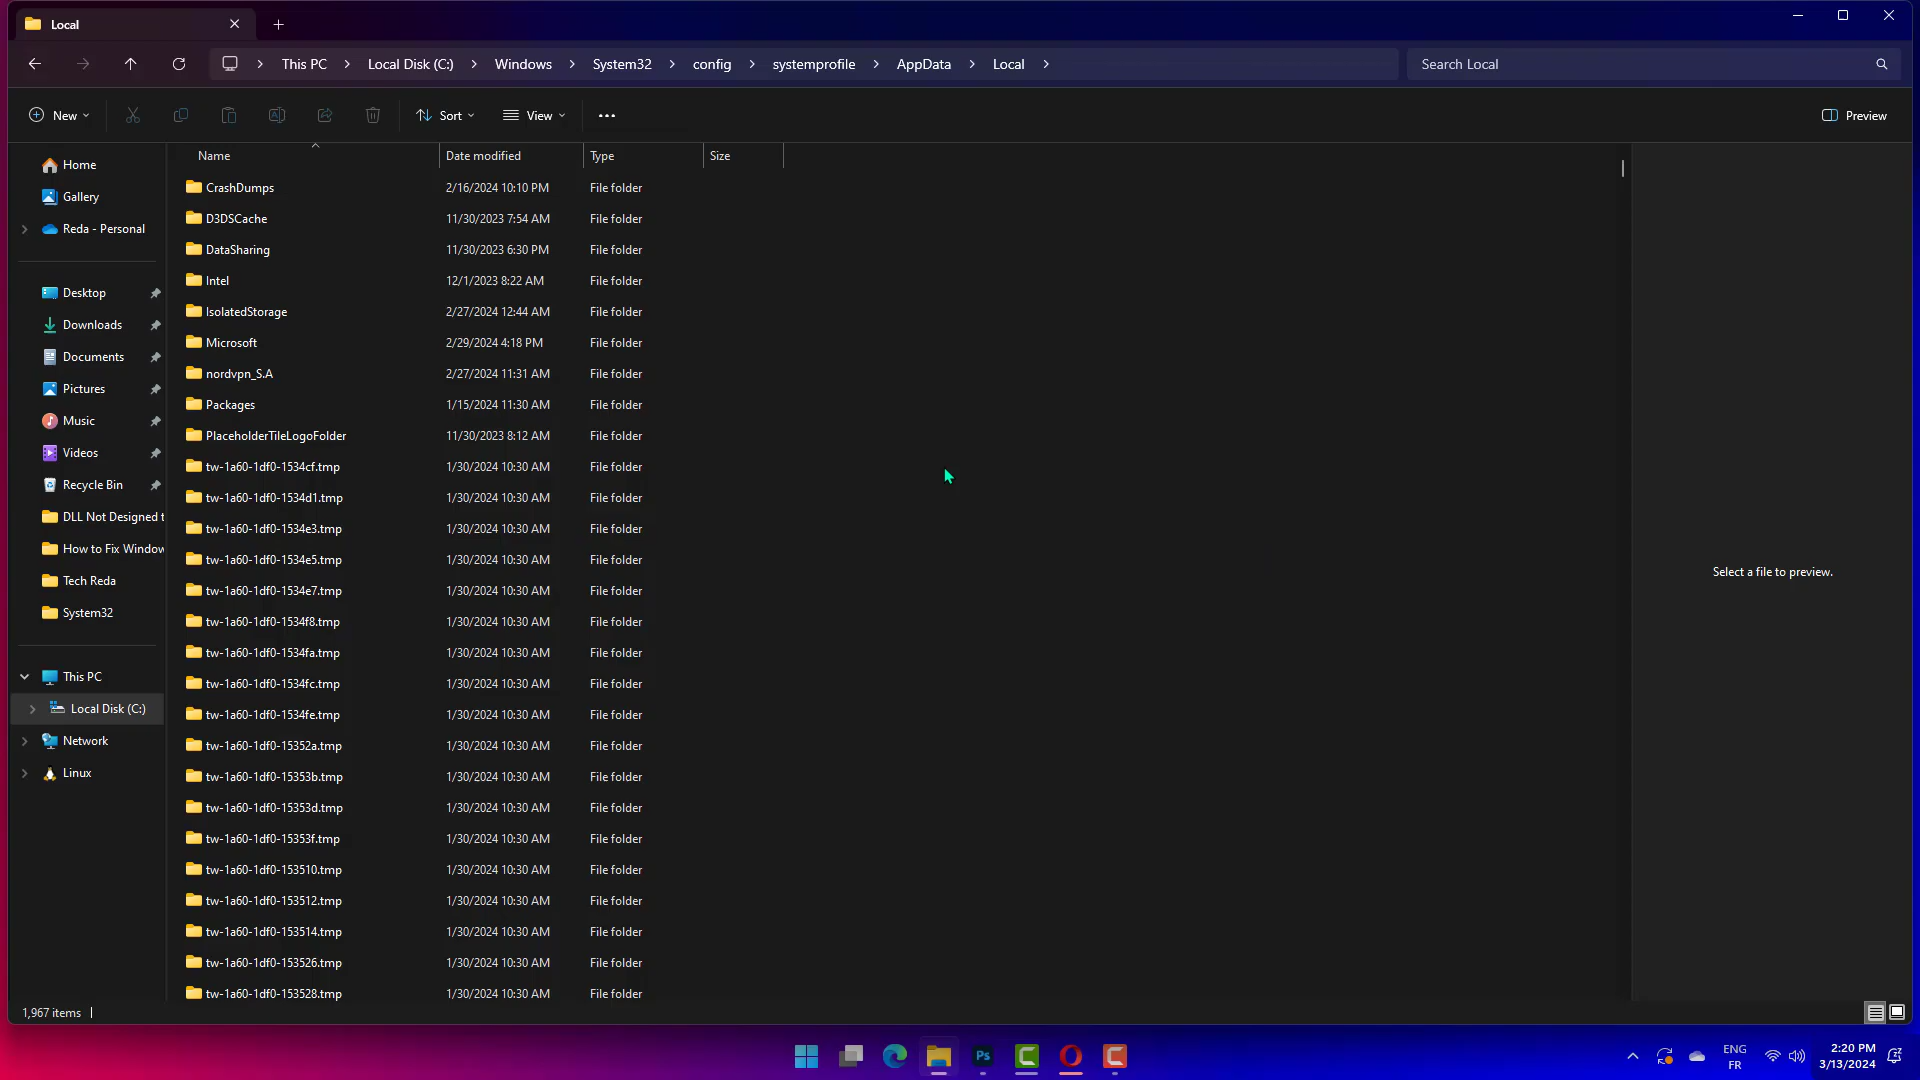 Local
This PC
Local Disk (C:)
Windows
System32
config
systemprofile
AppData
Local
Search Local
New
Sort
View
Preview
Home
Gallery
Reda - Personal
Desktop
Downloads
Documents
Pictures
Music
Videos
Recycle Bin
DLL Not Designed t
How to Fix Window
Tech Reda
System32
This PC
Local Disk (C:)
Network
Linux
Name Date modified Type Size
CrashDumps 2/16/2024 10:10 PM File folder
D3DSCache 11/30/2023 7:54 AM File folder
DataSharing 11/30/2023 6:30 PM File folder
Intel 12/1/2023 8:22 AM File folder
IsolatedStorage 2/27/2024 12:44 AM File folder
Microsoft 2/29/2024 4:18 PM File folder
nordvpn_S.A 2/27/2024 11:31 AM File folder
Packages 1/15/2024 11:30 AM File folder
PlaceholderTileLogoFolder 11/30/2023 8:12 AM File folder
tw-1a60-1df0-1534cf.tmp 1/30/2024 10:30 AM File folder
tw-1a60-1df0-1534d1.tmp 1/30/2024 10:30 AM File folder
tw-1a60-1df0-1534e3.tmp 1/30/2024 10:30 AM File folder
tw-1a60-1df0-1534e5.tmp 1/30/2024 10:30 AM File folder
tw-1a60-1df0-1534e7.tmp 1/30/2024 10:30 AM File folder
tw-1a60-1df0-1534f8.tmp 1/30/2024 10:30 AM File folder
tw-1a60-1df0-1534fa.tmp 1/30/2024 10:30 AM File folder
tw-1a60-1df0-1534fc.tmp 1/30/2024 10:30 AM File folder
tw-1a60-1df0-1534fe.tmp 1/30/2024 10:30 AM File folder
tw-1a60-1df0-15352a.tmp 1/30/2024 10:30 AM File folder
tw-1a60-1df0-15353b.tmp 1/30/2024 10:30 AM File folder
tw-1a60-1df0-15353d.tmp 1/30/2024 10:30 AM File folder
tw-1a60-1df0-15353f.tmp 1/30/2024 10:30 AM File folder
tw-1a60-1df0-153510.tmp 1/30/2024 10:30 AM File folder
tw-1a60-1df0-153512.tmp 1/30/2024 10:30 AM File folder
tw-1a60-1df0-153514.tmp 1/30/2024 10:30 AM File folder
tw-1a60-1df0-153526.tmp 1/30/2024 10:30 AM File folder
tw-1a60-1df0-153528.tmp 1/30/2024 10:30 AM File folder
Select a file to preview.
1,967 items
Ps
ENG
FR
2:20 PM
3/13/2024